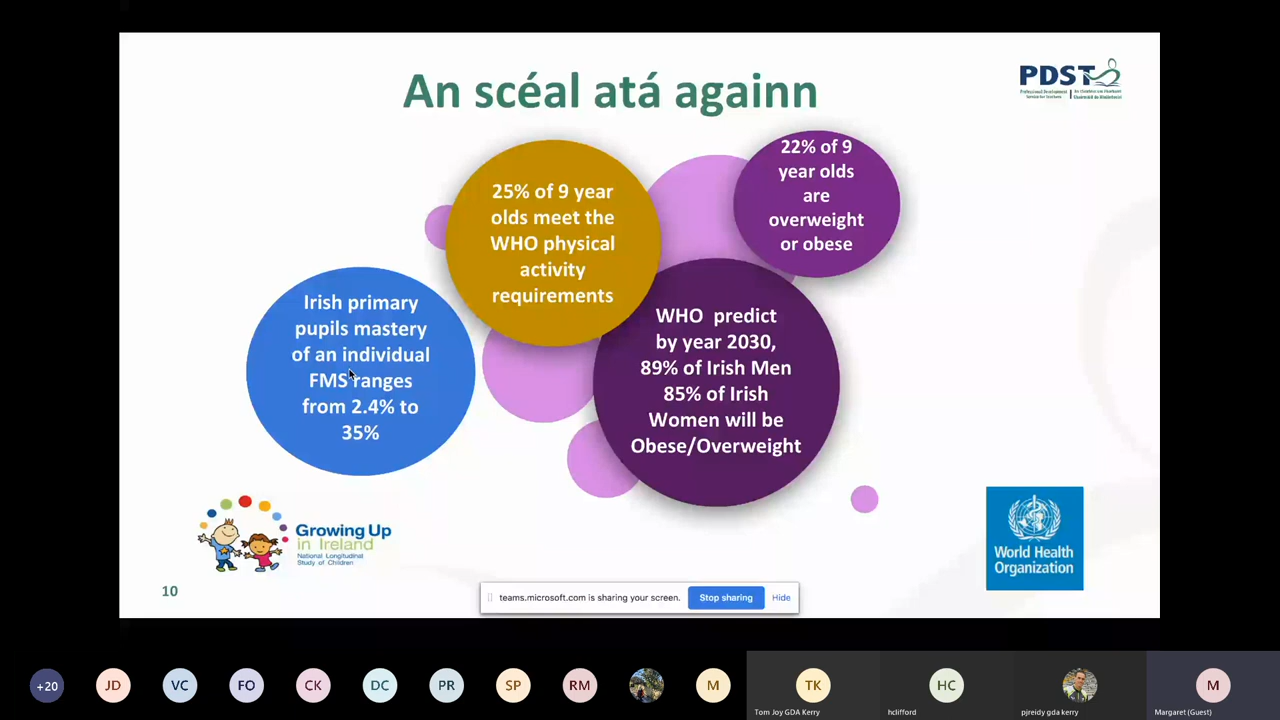 An scéal atá againn
PDST
25% of 9 year
olds meet the
WHO physical
activity
requirements
22% of 9
year olds
are
overweight
or obese
Irish primary
pupils mastery
of an individual
FMS ranges
from 2.4% to
35%
WHO predict
by year 2030,
89% of Irish Men
85% of Irish
Women will be
Obese/Overweight
Growing Up
in Ireland
National Longitudinal
Study of Children
World Health
Organization
10
teams.microsoft.com is sharing your screen.
Stop sharing
Hide
+20
JD
VC
FO
CK
DC
PR
SP
RM
M
TK
HC
M
Tom Joy GDA Kerry
hclifford
pjreidy gda kerry
Margaret (Guest)